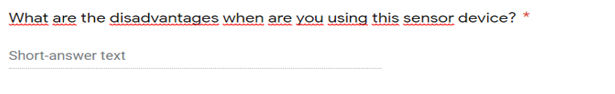 What are the disadvantages when are you using this sensor device? *
Short-answer text